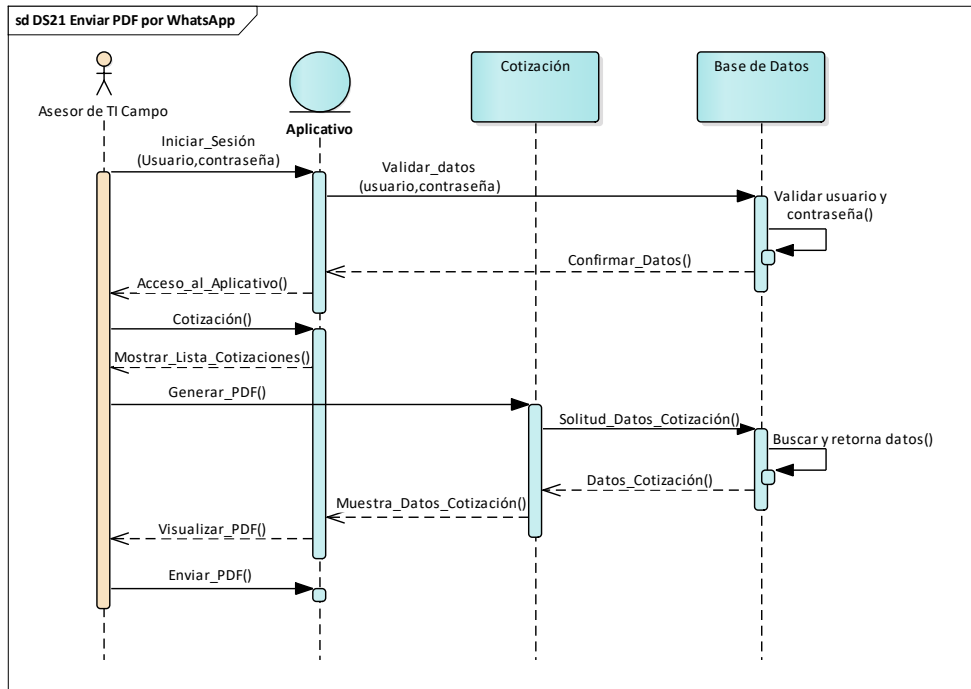 sd DS21 Enviar PDF por WhatsApp
Asesor de TI Campo
Aplicativo
Cotización
Base de Datos
Iniciar_Sesión
(Usuario,contraseña)
Validar_datos
(usuario,contraseña)
Validar usuario y
contraseña()
Confirmar_Datos()
Acceso_al_Aplicativo()
Cotización()
Mostrar_Lista_Cotizaciones()
Generar_PDF()
Solitud_Datos_Cotización()
Buscar y retorna datos()
Datos_Cotización()
Muestra_Datos_Cotización()
Visualizar_PDF()
Enviar_PDF()